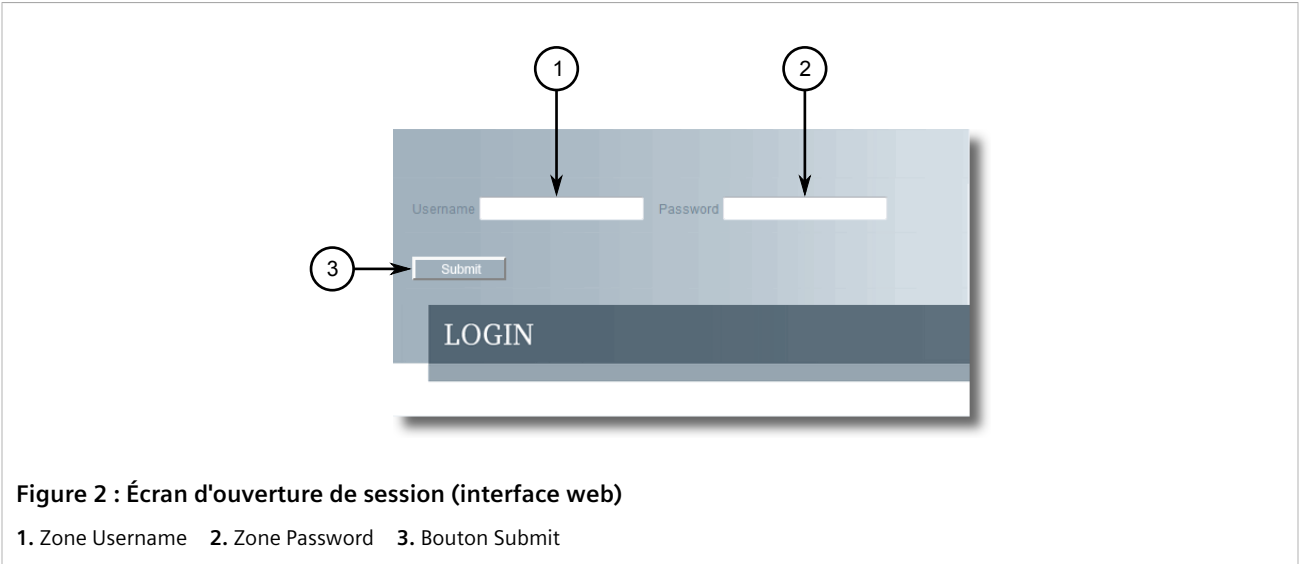 1
2
Username
Password
3
Submit
LOGIN
Figure 2 : Écran d'ouverture de session (interface web)
1. Zone Username 2. Zone Password 3. Bouton Submit